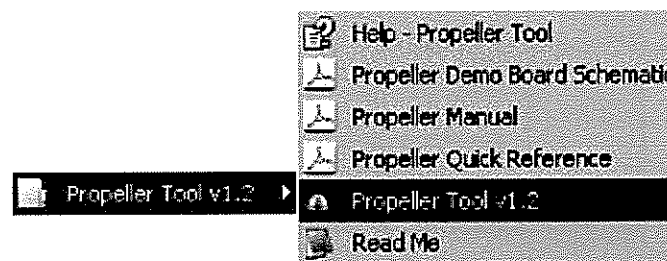 Help - Propeller Tool
Propeller Demo Board Schematic
Propeller Manual
Propeller Quick Reference
Propeller Tool v1.2
Propeller Tool v1.2
Read Me